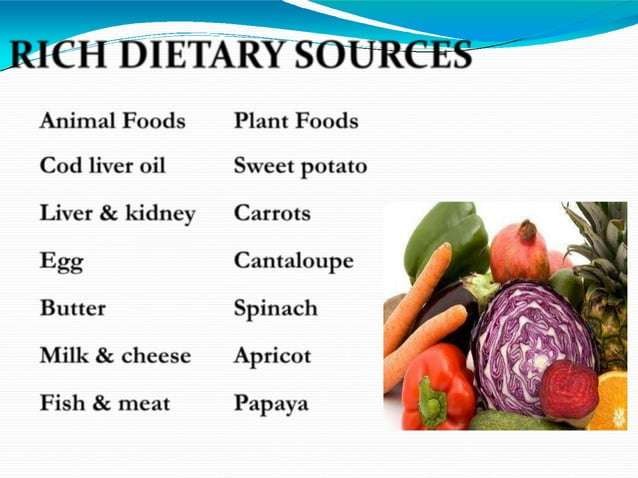 RICH DIETARY SOURCES
Animal Foods Plant Foods
Cod liver oil Sweet potato
Liver & kidney Carrots
Egg Cantaloupe
Butter Spinach
Milk & cheese Apricot
Fish & meat Papaya